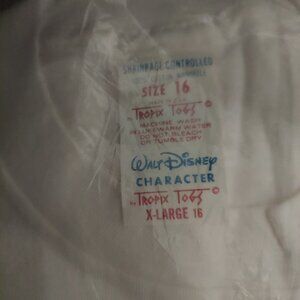 SHRINKAGE CONTROLLED
SIZE 16
TROPIX TOGS ©
MACHINE WASH
LUKEWARM WATER
DO NOT BLEACH
OR TUMBLE DRY
WALT DISNEY
CHARACTER
BY TROPIX TOGS ©
X-LARGE 16